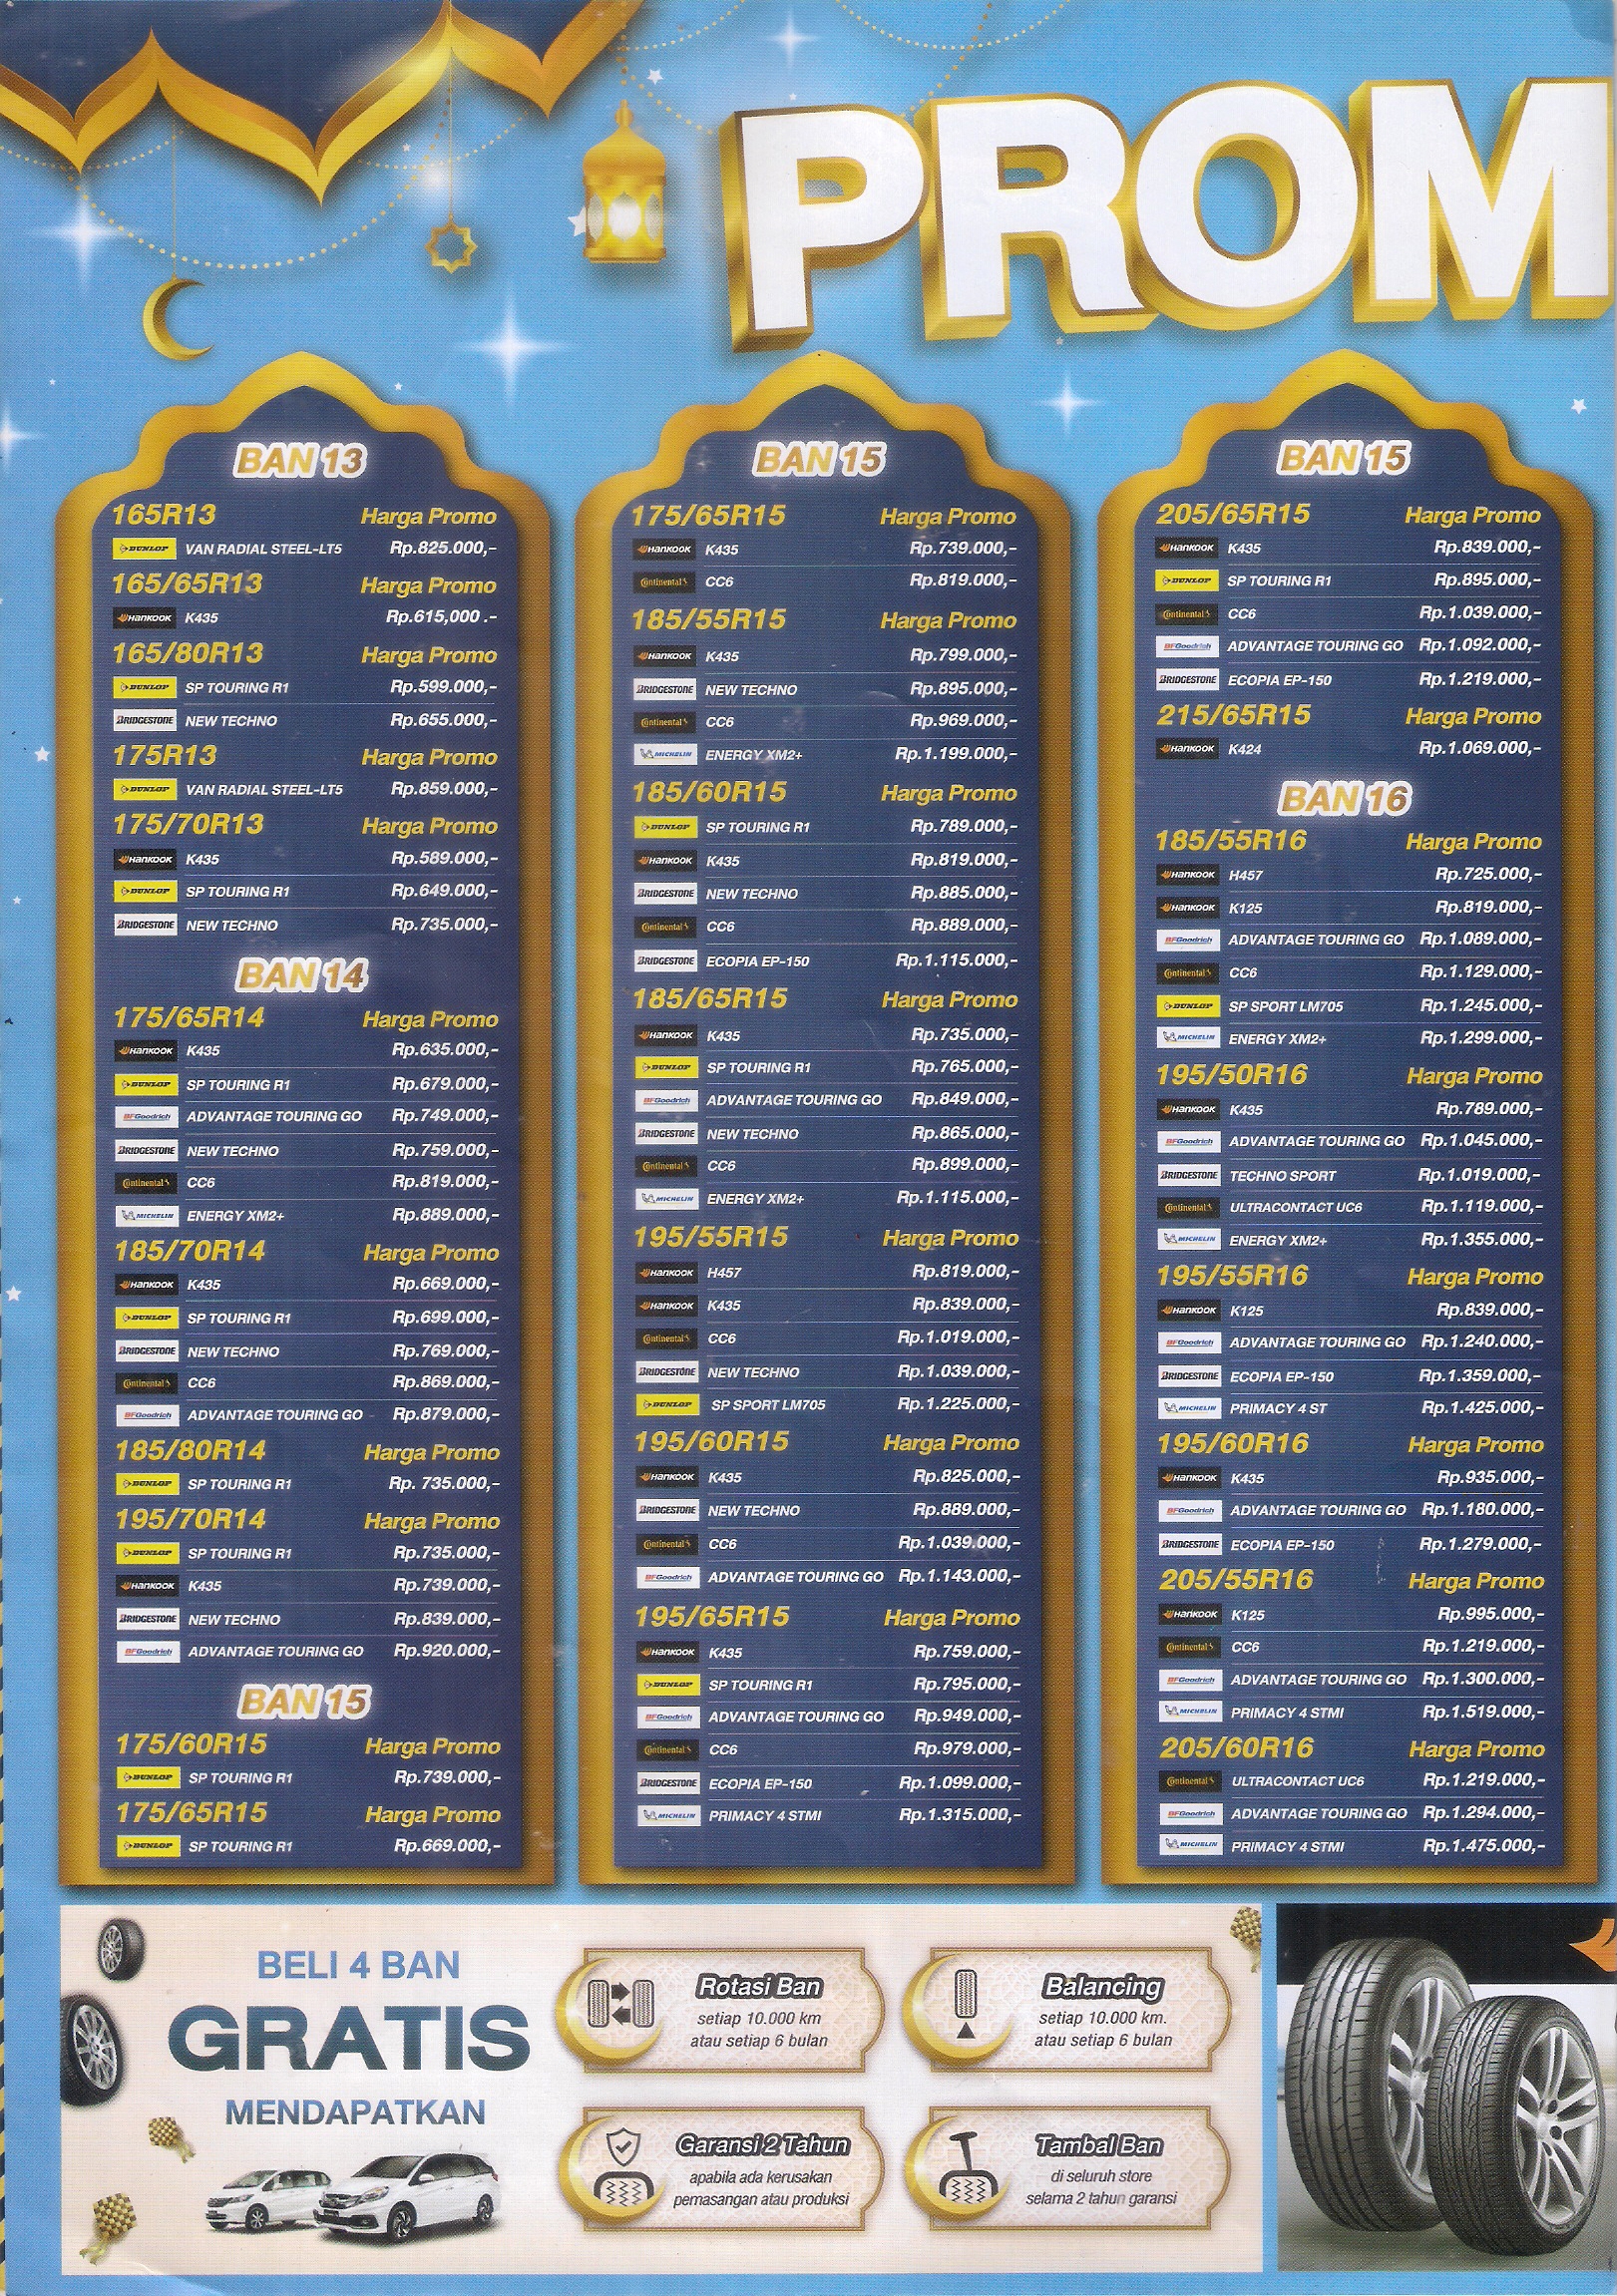 PROM
BAN 13
165R13 Harga Promo
DUNLOP VAN RADIAL STEEL-LT5 Rp.825.000,-
165/65R13 Harga Promo
HANKOOK K435 Rp.615,000 .-
165/80R13 Harga Promo
DUNLOP SP TOURING R1 Rp.599.000,-
BRIDGESTONE NEW TECHNO Rp.655.000,-
175R13 Harga Promo
DUNLOP VAN RADIAL STEEL-LT5 Rp.859.000,-
175/70R13 Harga Promo
HANKOOK K435 Rp.589.000,-
DUNLOP SP TOURING R1 Rp.649.000,-
BRIDGESTONE NEW TECHNO Rp.735.000,-
BAN 14
175/65R14 Harga Promo
HANKOOK K435 Rp.635.000,-
DUNLOP SP TOURING R1 Rp.679.000,-
BFGoodrich ADVANTAGE TOURING GO Rp.749.000,-
BRIDGESTONE NEW TECHNO Rp.759.000,-
Continental CC6 Rp.819.000,-
MICHELIN ENERGY XM2+ Rp.889.000,-
185/70R14 Harga Promo
HANKOOK K435 Rp.669.000,-
DUNLOP SP TOURING R1 Rp.699.000,-
BRIDGESTONE NEW TECHNO Rp.769.000,-
Continental CC6 Rp.869.000,-
BFGoodrich ADVANTAGE TOURING GO Rp.879.000,-
185/80R14 Harga Promo
DUNLOP SP TOURING R1 Rp. 735.000,-
195/70R14 Harga Promo
DUNLOP SP TOURING R1 Rp.735.000,-
HANKOOK K435 Rp.739.000,-
BRIDGESTONE NEW TECHNO Rp.839.000,-
BFGoodrich ADVANTAGE TOURING GO Rp.920.000,-
BAN 15
175/60R15 Harga Promo
DUNLOP SP TOURING R1 Rp.739.000,-
175/65R15 Harga Promo
DUNLOP SP TOURING R1 Rp.669.000,-
BAN 15
175/65R15 Harga Promo
HANKOOK K435 Rp.739.000,-
Continental CC6 Rp.819.000,-
185/55R15 Harga Promo
HANKOOK K435 Rp.799.000,-
BRIDGESTONE NEW TECHNO Rp.895.000,-
Continental CC6 Rp.969.000,-
MICHELIN ENERGY XM2+ Rp.1.199.000,-
185/60R15 Harga Promo
DUNLOP SP TOURING R1 Rp.789.000,-
HANKOOK K435 Rp.819.000,-
BRIDGESTONE NEW TECHNO Rp.885.000,-
Continental CC6 Rp.889.000,-
BRIDGESTONE ECOPIA EP-150 Rp.1.115.000,-
185/65R15 Harga Promo
HANKOOK K435 Rp.735.000,-
DUNLOP SP TOURING R1 Rp.765.000,-
BFGoodrich ADVANTAGE TOURING GO Rp.849.000,-
BRIDGESTONE NEW TECHNO Rp.865.000,-
Continental CC6 Rp.899.000,-
MICHELIN ENERGY XM2+ Rp.1.115.000,-
195/55R15 Harga Promo
HANKOOK H457 Rp.819.000,-
HANKOOK K435 Rp.839.000,-
Continental CC6 Rp.1.019.000,-
BRIDGESTONE NEW TECHNO Rp.1.039.000,-
DUNLOP SP SPORT LM705 Rp.1.225.000,-
195/60R15 Harga Promo
HANKOOK K435 Rp.825.000,-
BRIDGESTONE NEW TECHNO Rp.889.000,-
Continental CC6 Rp.1.039.000,-
BFGoodrich ADVANTAGE TOURING GO Rp.1.143.000,-
195/65R15 Harga Promo
HANKOOK K435 Rp.759.000,-
DUNLOP SP TOURING R1 Rp.795.000,-
BFGoodrich ADVANTAGE TOURING GO Rp.949.000,-
Continental CC6 Rp.979.000,-
BRIDGESTONE ECOPIA EP-150 Rp.1.099.000,-
MICHELIN PRIMACY 4 STMI Rp.1.315.000,-
BAN 15
205/65R15 Harga Promo
HANKOOK K435 Rp.839.000,-
DUNLOP SP TOURING R1 Rp.895.000,-
Continental CC6 Rp.1.039.000,-
BFGoodrich ADVANTAGE TOURING GO Rp.1.092.000,-
BRIDGESTONE ECOPIA EP-150 Rp.1.219.000,-
215/65R15 Harga Promo
HANKOOK K424 Rp.1.069.000,-
BAN 16
185/55R16 Harga Promo
HANKOOK H457 Rp.725.000,-
HANKOOK K125 Rp.819.000,-
BFGoodrich ADVANTAGE TOURING GO Rp.1.089.000,-
Continental CC6 Rp.1.129.000,-
DUNLOP SP SPORT LM705 Rp.1.245.000,-
MICHELIN ENERGY XM2+ Rp.1.299.000,-
195/50R16 Harga Promo
HANKOOK K435 Rp.789.000,-
BFGoodrich ADVANTAGE TOURING GO Rp.1.045.000,-
BRIDGESTONE TECHNO SPORT Rp.1.019.000,-
Continental ULTRACONTACT UC6 Rp.1.119.000,-
MICHELIN ENERGY XM2+ Rp.1.355.000,-
195/55R16 Harga Promo
HANKOOK K125 Rp.839.000,-
BFGoodrich ADVANTAGE TOURING GO Rp.1.240.000,-
BRIDGESTONE ECOPIA EP-150 Rp.1.359.000,-
MICHELIN PRIMACY 4 ST Rp.1.425.000,-
195/60R16 Harga Promo
HANKOOK K435 Rp.935.000,-
BFGoodrich ADVANTAGE TOURING GO Rp.1.180.000,-
BRIDGESTONE ECOPIA EP-150 Rp.1.279.000,-
205/55R16 Harga Promo
HANKOOK K125 Rp.995.000,-
Continental CC6 Rp.1.219.000,-
BFGoodrich ADVANTAGE TOURING GO Rp.1.300.000,-
MICHELIN PRIMACY 4 STMI Rp.1.519.000,-
205/60R16 Harga Promo
Continental ULTRACONTACT UC6 Rp.1.219.000,-
BFGoodrich ADVANTAGE TOURING GO Rp.1.294.000,-
MICHELIN PRIMACY 4 STMI Rp.1.475.000,-
BELI 4 BAN
GRATIS
MENDAPATKAN
Rotasi Ban
setiap 10.000 km
atau setiap 6 bulan
Balancing
setiap 10.000 km.
atau setiap 6 bulan
Garansi 2 Tahun
apabila ada kerusakan
pemasangan atau produksi
Tambal Ban
di seluruh store
selama 2 tahun garansi